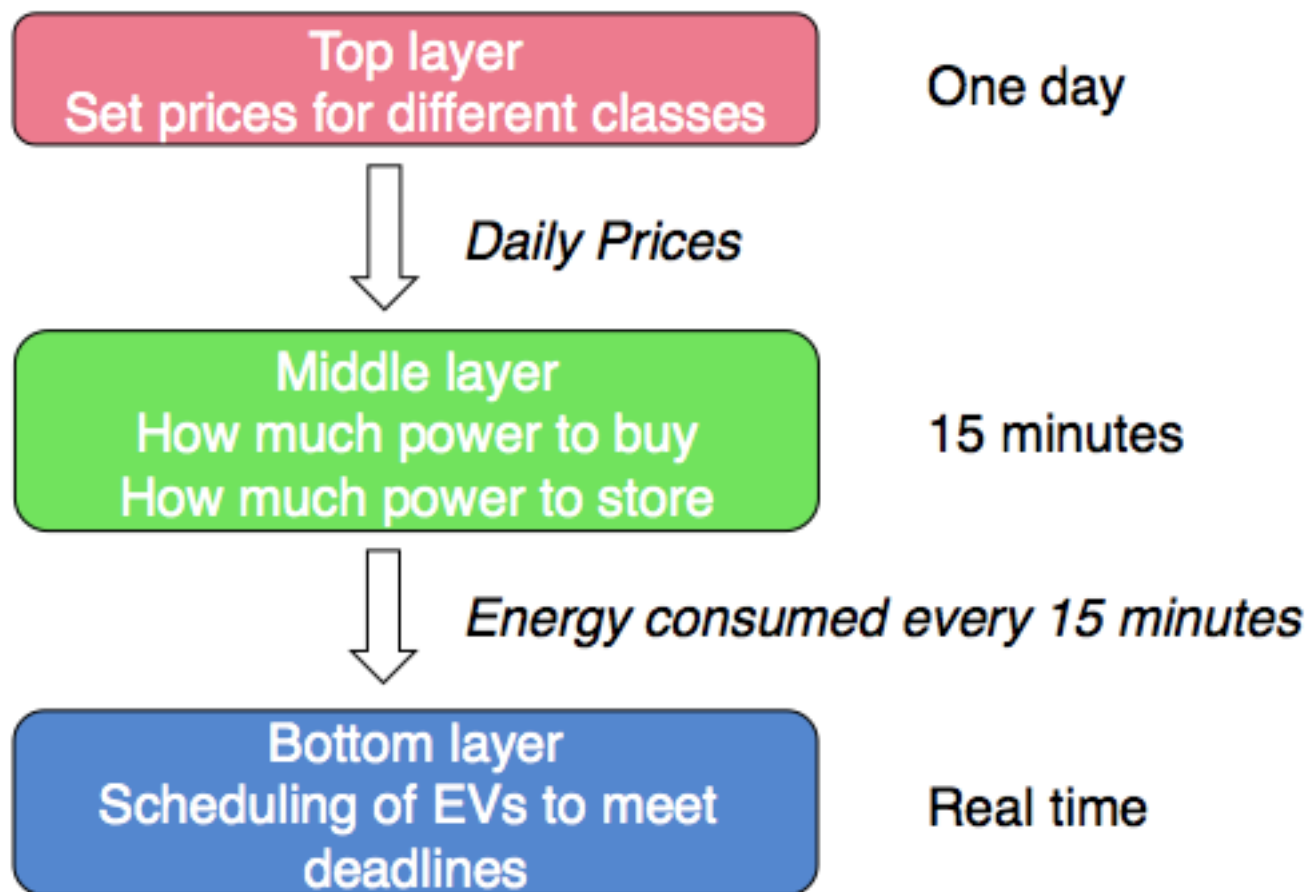 Top layer
Set prices for different classes
One day
Daily Prices
Middle layer
How much power to buy
How much power to store
15 minutes
Energy consumed every 15 minutes
Bottom layer
Scheduling of EVs to meet
deadlines
Real time